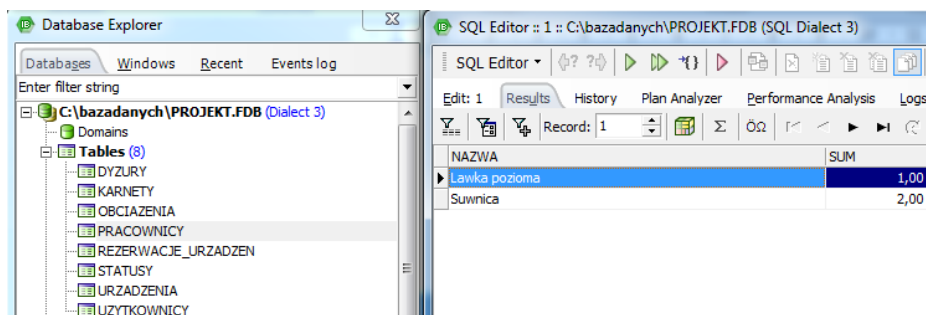 Database Explorer
Databases Windows Recent Events log
Enter filter string
C:\bazadanych\PROJEKT.FDB (Dialect 3)
Domains
Tables (8)
DYZURY
KARNETY
OBCIAZENIA
PRACOWNICY
REZERWACJE_URZADZEN
STATUSY
URZADZENIA
UZYTKOWNICY
SQL Editor :: 1 :: C:\bazadanych\PROJEKT.FDB (SQL Dialect 3)
SQL Editor
Edit: 1 Results History Plan Analyzer Performance Analysis Logs
Record: 1 Σ ÖΩ
NAZWA SUM
Lawka pozioma 1,00
Suwnica 2,00